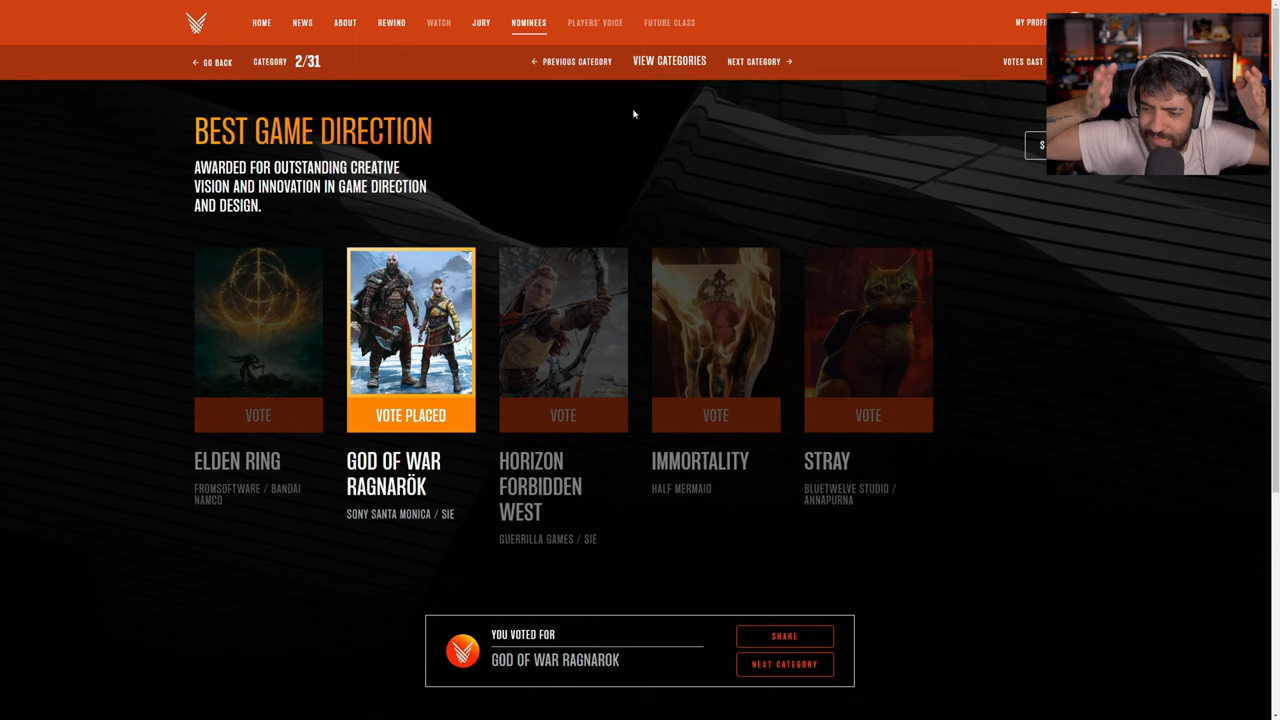 HOME NEWS ABOUT REWIND WATCH JURY NOMINEES PLAYERS' VOICE FUTURE CLASS
GO BACK CATEGORY 2/31 PREVIOUS CATEGORY VIEW CATEGORIES NEXT CATEGORY VOTES CAST
BEST GAME DIRECTION
AWARDED FOR OUTSTANDING CREATIVE
VISION AND INNOVATION IN GAME DIRECTION
AND DESIGN.
VOTE VOTE PLACED VOTE VOTE VOTE
ELDEN RING
FROMSOFTWARE / BANDAI
NAMCO
GOD OF WAR
RAGNARÖK
SONY SANTA MONICA / SIE
HORIZON
FORBIDDEN
WEST
GUERRILLA GAMES / SIE
IMMORTALITY
HALF MERMAID
STRAY
BLUETWELVE STUDIO /
ANNAPURNA
YOU VOTED FOR
GOD OF WAR RAGNAROK
SHARE
NEXT CATEGORY